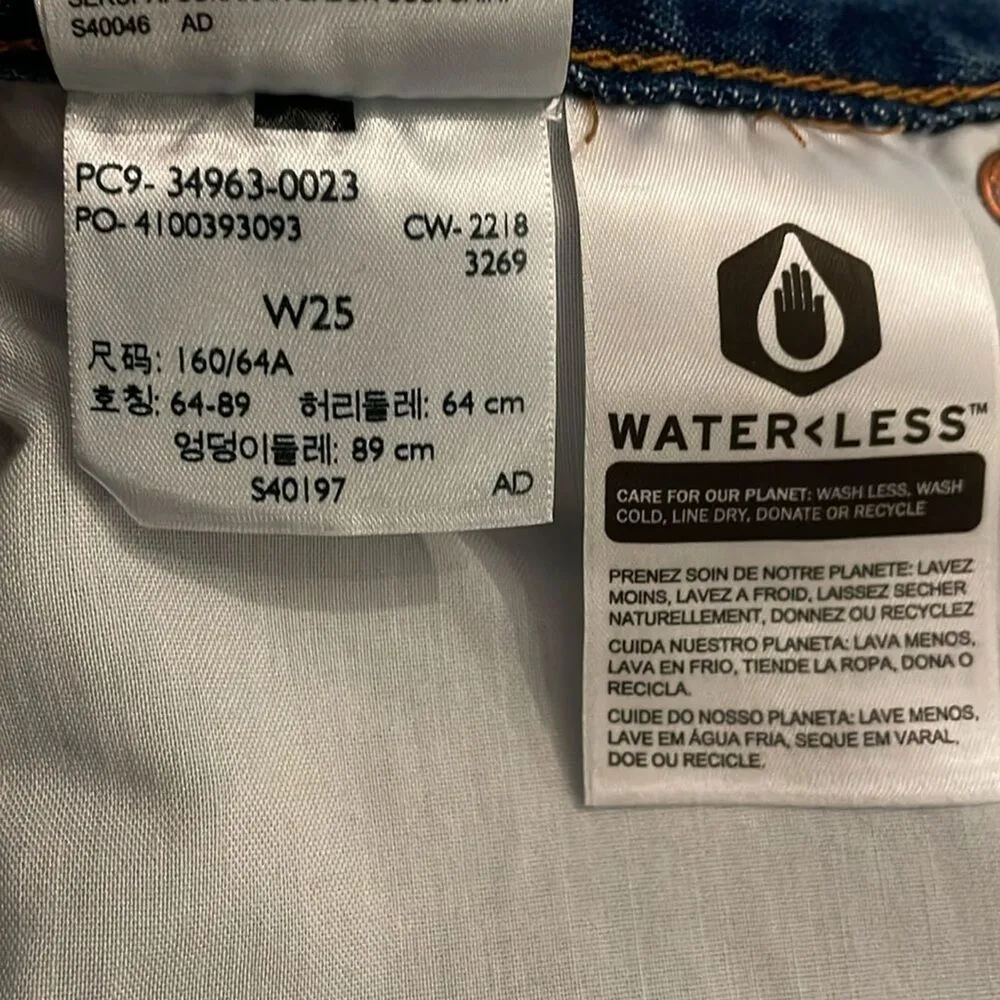 S40046 AD
PC9- 34963-0023
PO- 4100393093 CW- 2218
3269
W25
尺码: 160/64A
호칭: 64-89 허리둘레: 64 cm
엉덩이둘레: 89 cm
S40197 AD
WATER<LESS™
CARE FOR OUR PLANET: WASH LESS, WASH
COLD, LINE DRY, DONATE OR RECYCLE
PRENEZ SOIN DE NOTRE PLANETE: LAVEZ
MOINS, LAVEZ A FROID, LAISSEZ SECHER
NATURELLEMENT, DONNEZ OU RECYCLEZ
CUIDA NUESTRO PLANETA: LAVA MENOS,
LAVA EN FRIO, TIENDE LA ROPA, DONA O
RECICLA.
CUIDE DO NOSSO PLANETA: LAVE MENOS,
LAVE EM ÁGUA FRIA, SEQUE EM VARAL,
DOE OU RECICLE.